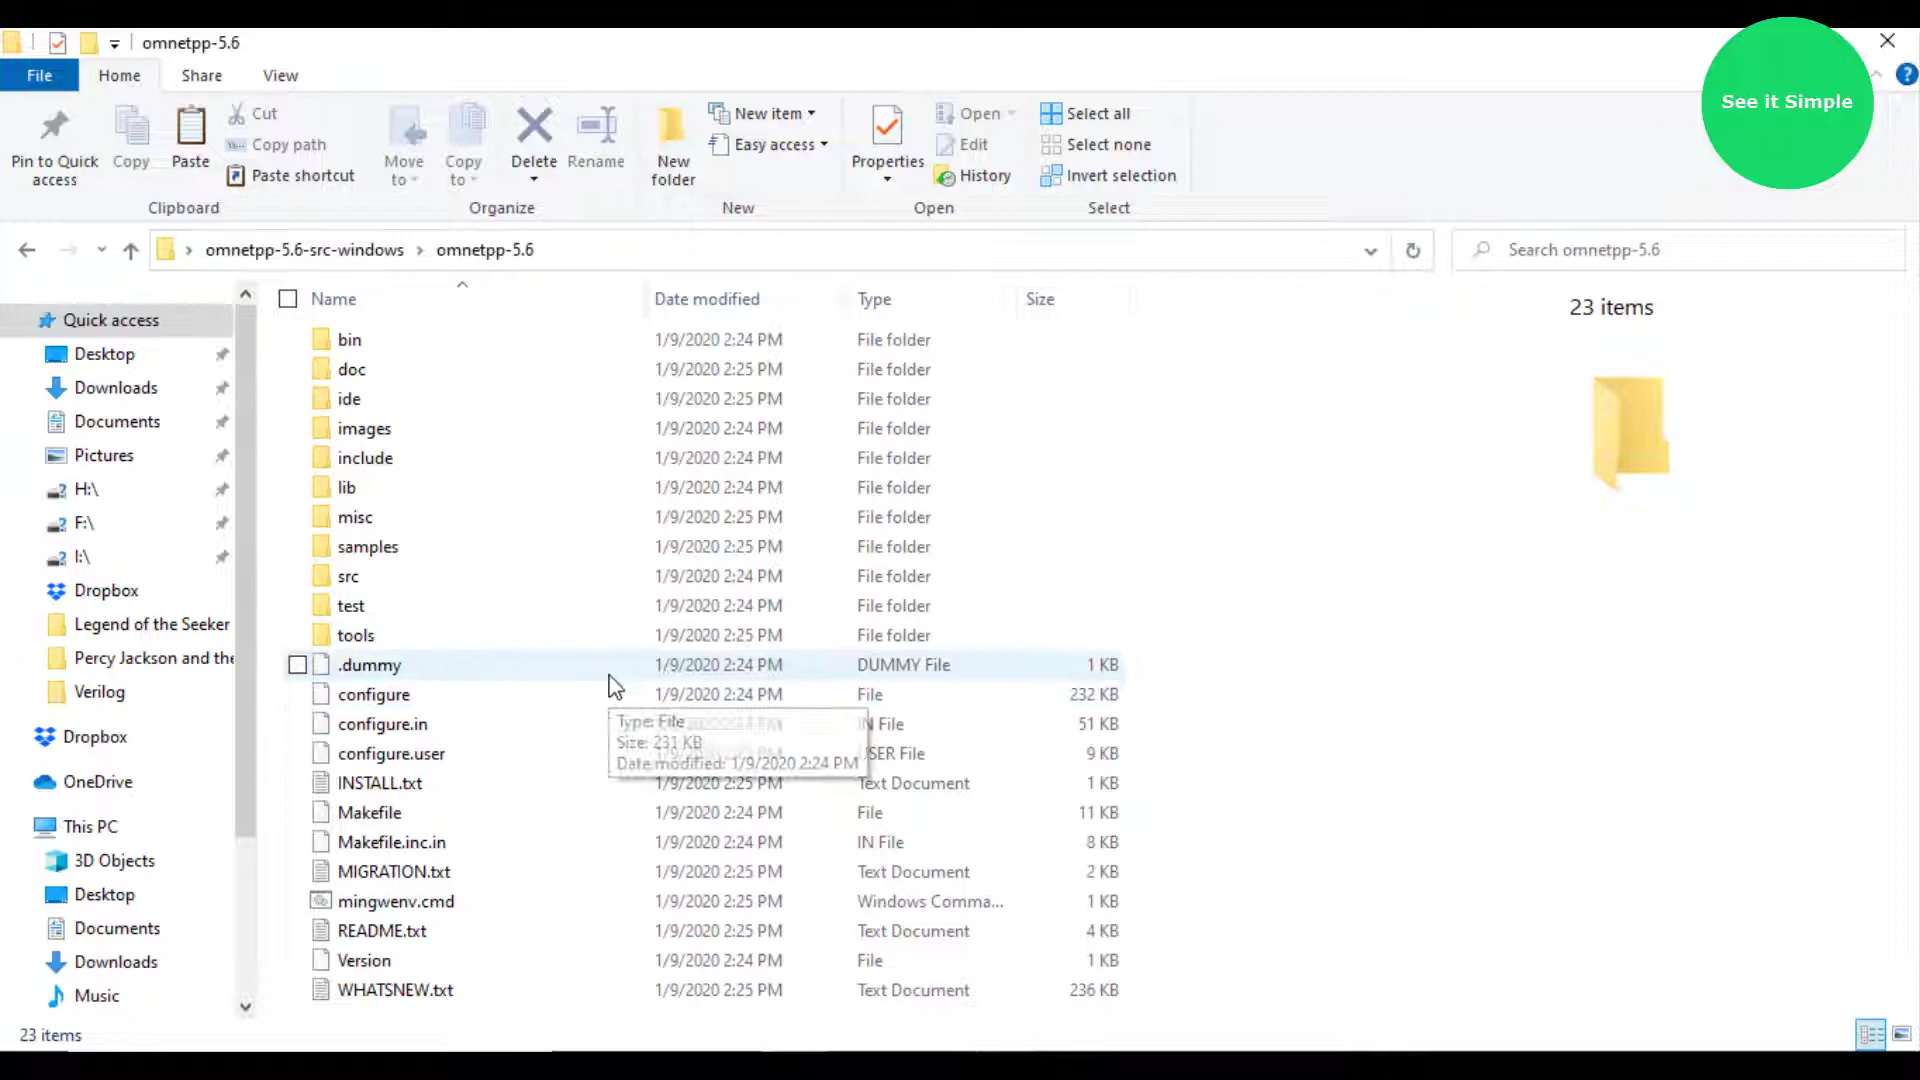 omnetpp-5.6
File Home Share View
See it Simple
Pin to Quick access
Copy
Paste
Cut
Copy path
Paste shortcut
Move to
Copy to
Delete
Rename
New folder
New item
Easy access
Properties
Open
Edit
History
Select all
Select none
Invert selection
Clipboard Organize New Open Select
omnetpp-5.6-src-windows › omnetpp-5.6
Search omnetpp-5.6
Quick access
Desktop
Downloads
Documents
Pictures
H:\
F:\
I:\
Dropbox
Legend of the Seeker
Percy Jackson and the
Verilog
Dropbox
OneDrive
This PC
3D Objects
Desktop
Documents
Downloads
Music
Name Date modified Type Size
bin 1/9/2020 2:24 PM File folder
doc 1/9/2020 2:25 PM File folder
ide 1/9/2020 2:25 PM File folder
images 1/9/2020 2:24 PM File folder
include 1/9/2020 2:24 PM File folder
lib 1/9/2020 2:24 PM File folder
misc 1/9/2020 2:25 PM File folder
samples 1/9/2020 2:25 PM File folder
src 1/9/2020 2:24 PM File folder
test 1/9/2020 2:24 PM File folder
tools 1/9/2020 2:25 PM File folder
.dummy 1/9/2020 2:24 PM DUMMY File 1 KB
configure 1/9/2020 2:24 PM File 232 KB
configure.in IN File 51 KB
configure.user File 9 KB
INSTALL.txt 1/9/2020 2:25 PM Text Document 1 KB
Makefile 1/9/2020 2:24 PM File 11 KB
Makefile.inc.in 1/9/2020 2:24 PM IN File 8 KB
MIGRATION.txt 1/9/2020 2:25 PM Text Document 2 KB
mingwenv.cmd 1/9/2020 2:25 PM Windows Comma... 1 KB
README.txt 1/9/2020 2:25 PM Text Document 4 KB
Version 1/9/2020 2:24 PM File 1 KB
WHATSNEW.txt 1/9/2020 2:25 PM Text Document 236 KB
Type: File
Size: 231 KB
Date modified: 1/9/2020 2:24 PM
23 items
23 items